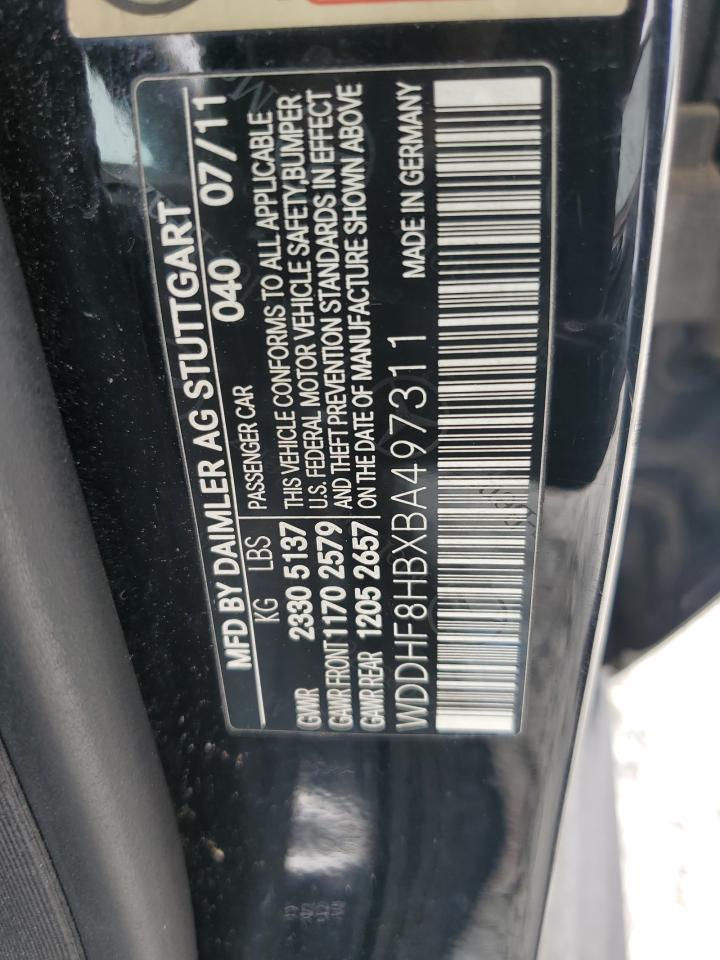 MFD BY DAIMLER AG STUTTGART
040 07/11
KG LBS PASSENGER CAR
GVWR 2330 5137 THIS VEHICLE CONFORMS TO ALL APPLICABLE
GAWR FRONT 1170 2579 U.S. FEDERAL MOTOR VEHICLE SAFETY,BUMPER
GAWR REAR 1205 2657 AND THEFT PREVENTION STANDARDS IN EFFECT
ON THE DATE OF MANUFACTURE SHOWN ABOVE
WDDHF8HBXBA497311 MADE IN GERMANY